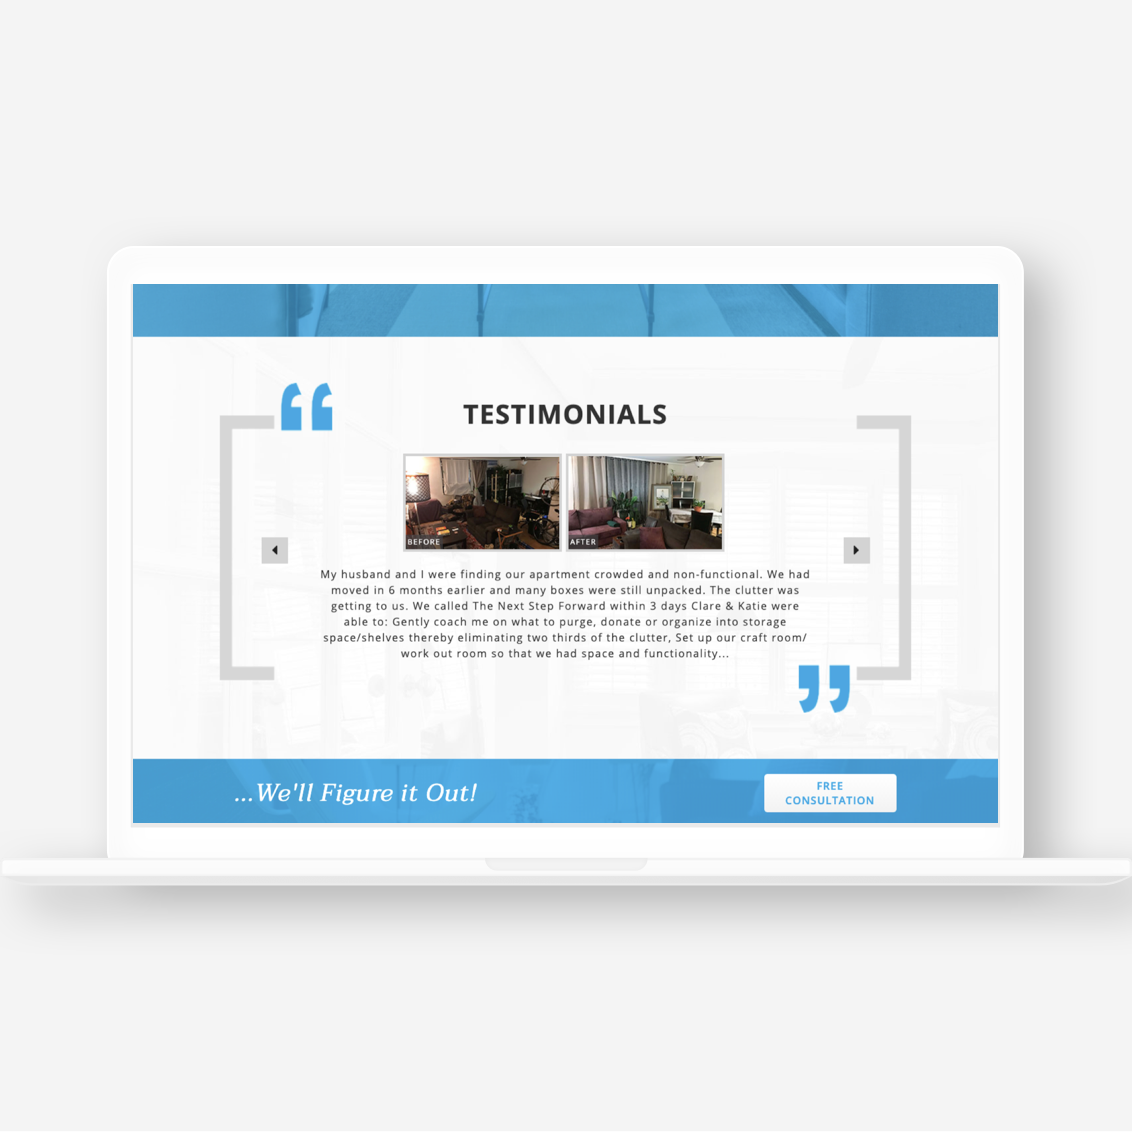 “
TESTIMONIALS
BEFORE
AFTER
My husband and I were finding our apartment crowded and non-functional. We had
moved in 6 months earlier and many boxes were still unpacked. The clutter was
getting to us. We called The Next Step Forward within 3 days Clare & Katie were
able to: Gently coach me on what to purge, donate or organize into storage
space/shelves thereby eliminating two thirds of the clutter, Set up our craft room/
work out room so that we had space and functionality...
”
...We'll Figure it Out!
FREE
CONSULTATION